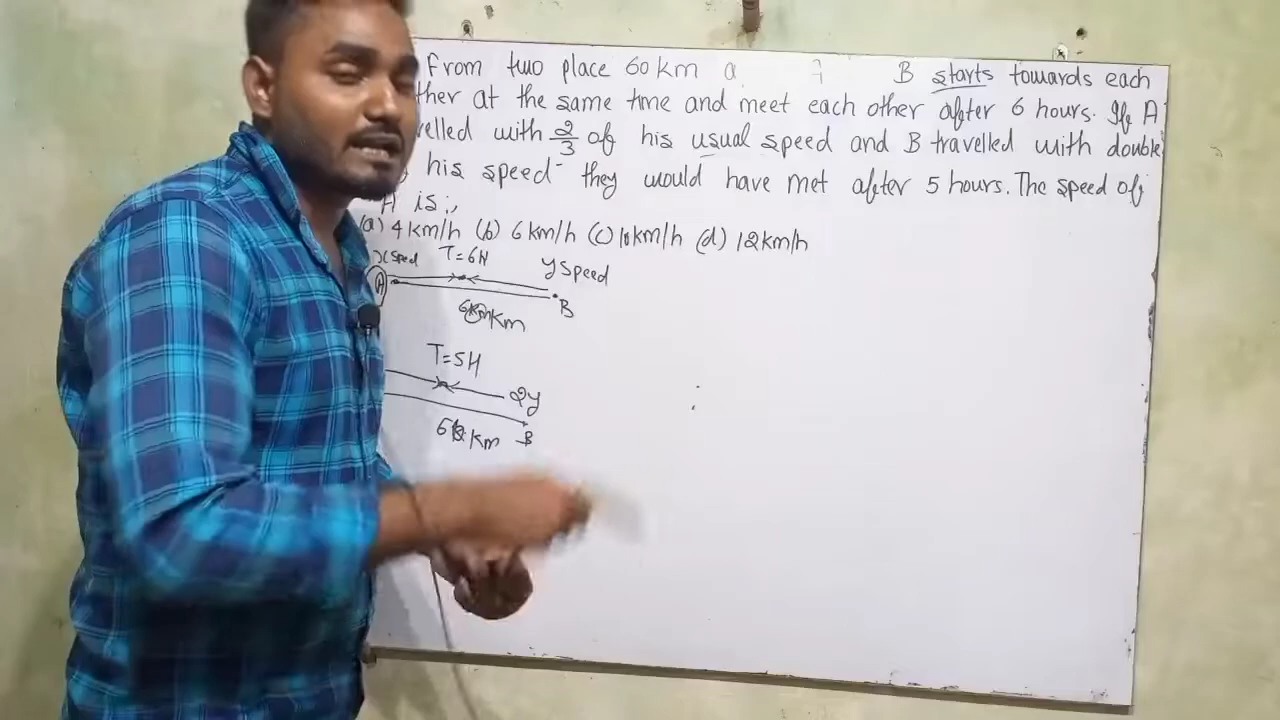 from two place 60 km a B starts towards each
ther at the same time and meet each other after 6 hours. If A
velled with 2/3 of his usual speed and B travelled with double
his speed they would have met after 5 hours. The speed of
A is:,
(a) 4 km/h (b) 6 km/h (c) 10km/h (d) 12 km/h
x speed T=6H y speed
A B
60 km
T=5H
2y
60 km B